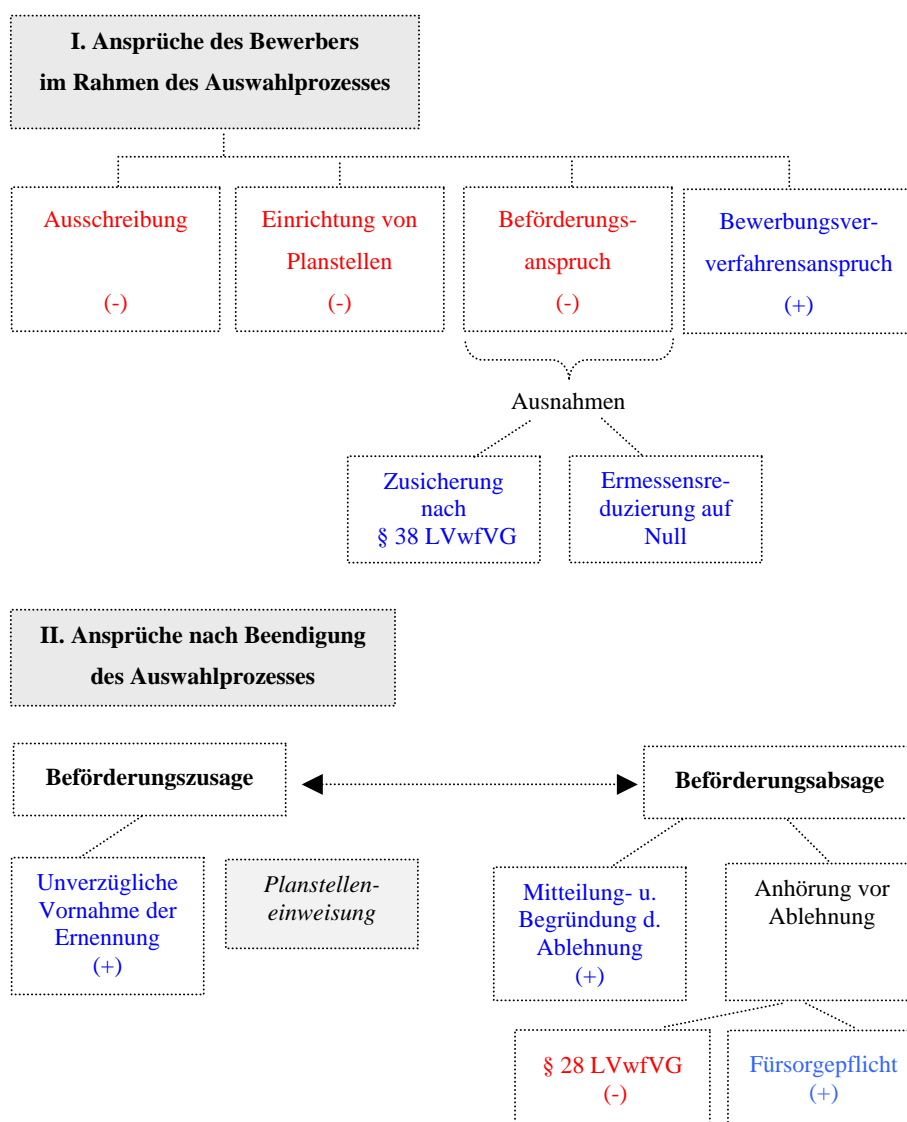 I. Ansprüche des Bewerbers
im Rahmen des Auswahlprozesses
Ausschreibung
(-)
Einrichtung von
Planstellen
(-)
Beförderungs-
anspruch
(-)
Bewerbungsver-
verfahrensanspruch
(+)
Ausnahmen
Zusicherung
nach
§ 38 LVwfVG
Ermessensre-
duzierung auf
Null
II. Ansprüche nach Beendigung
des Auswahlprozesses
Beförderungszusage
Beförderungsabsage
Unverzügliche
Vornahme der
Ernennung
(+)
Planstellen-
einweisung
Mitteilung- u.
Begründung d.
Ablehnung
(+)
Anhörung vor
Ablehnung
§ 28 LVwfVG
(-)
Fürsorgepflicht
(+)